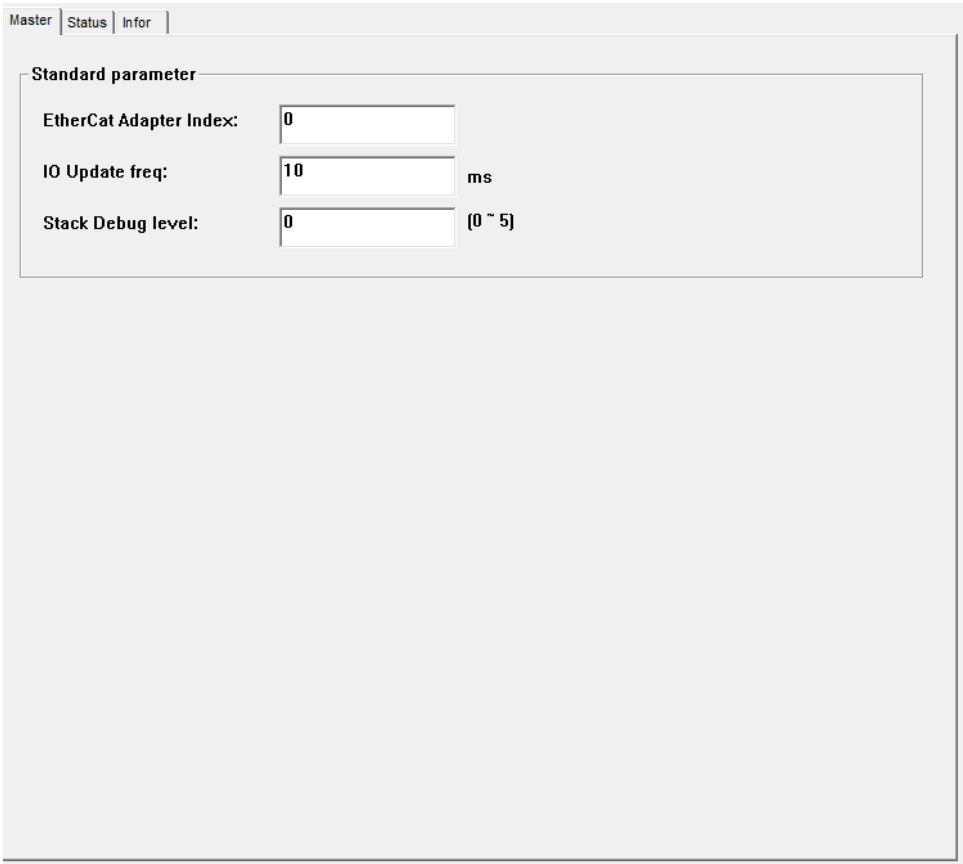 Master Status Infor
Standard parameter
EtherCat Adapter Index: 0
IO Update freq: 10 ms
Stack Debug level: 0 (0 ~ 5)